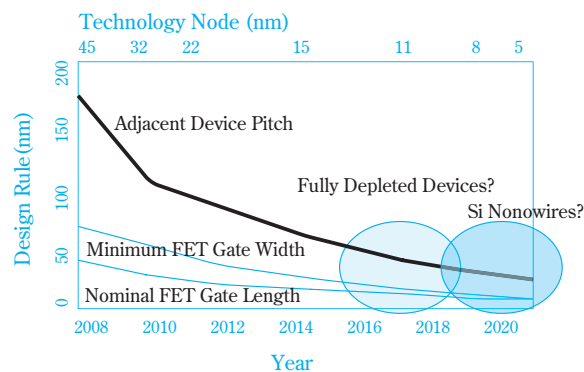 Technology Node (nm)
45 32 22 15 11 8 5
200
150
100
50
0
Design Rule(nm)
Adjacent Device Pitch
Fully Depleted Devices?
Si Nonowires?
Minimum FET Gate Width
Nominal FET Gate Length
2008 2010 2012 2014 2016 2018 2020
Year